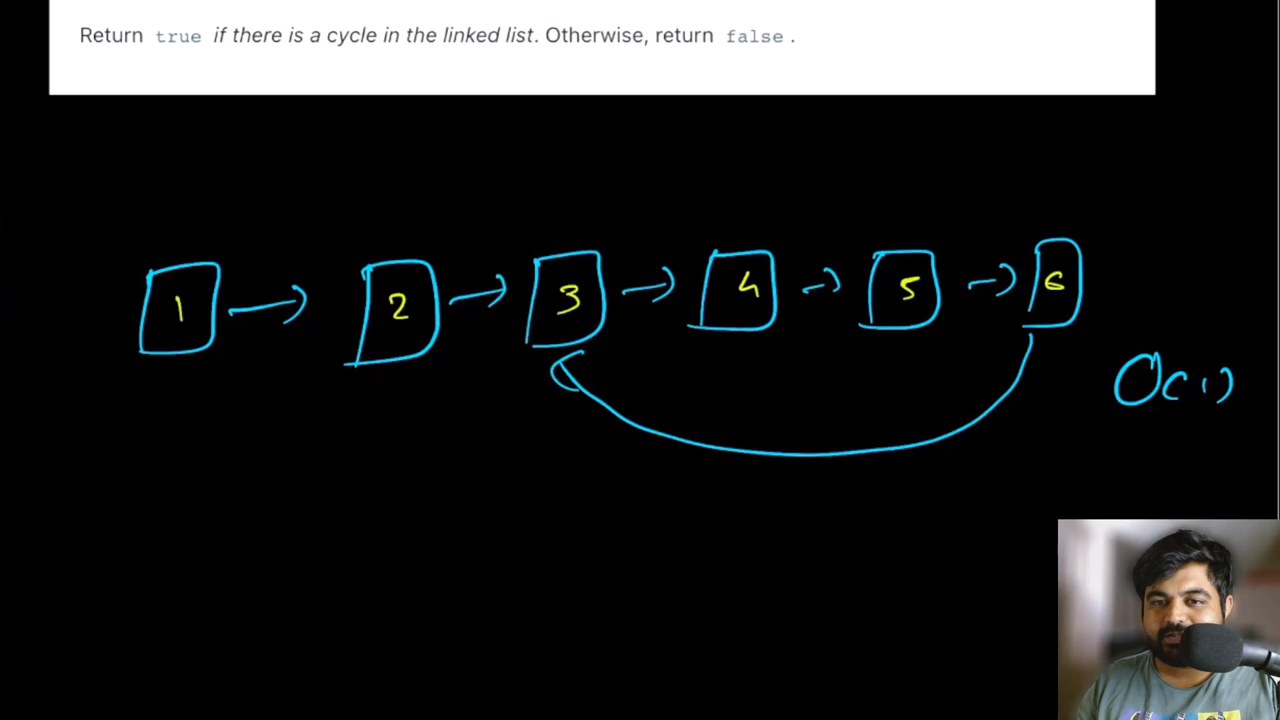 Return true if there is a cycle in the linked list. Otherwise, return false.
1 → 2 → 3 → 4 → 5 → 6
O(1)